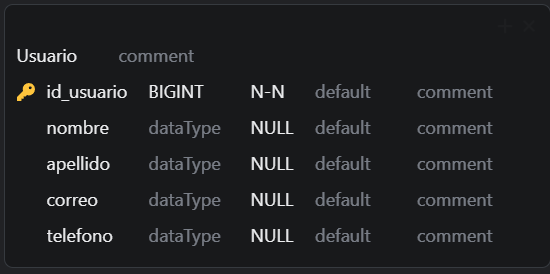 Usuario comment
id_usuario BIGINT N-N default comment
nombre dataType NULL default comment
apellido dataType NULL default comment
correo dataType NULL default comment
telefono dataType NULL default comment